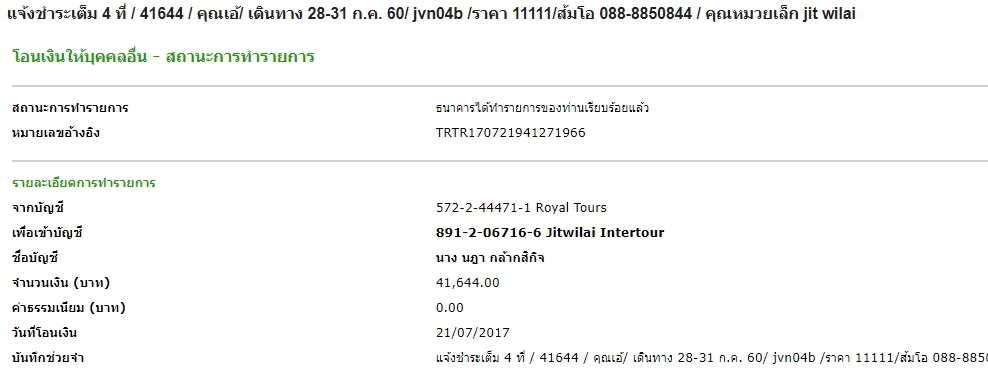 แจ้งชำระเต็ม 4 ที่ / 41644 / คุณเอ้/ เดินทาง 28-31 ก.ค. 60/ jvn04b /ราคา 11111/ส้มโอ 088-8850844 / คุณหมวยเล็ก jit wilai
โอนเงินให้บุคคลอื่น - สถานะการทำรายการ
สถานะการทำรายการ ธนาคารได้ทำรายการของท่านเรียบร้อยแล้ว
หมายเลขอ้างอิง TRTR170721941271966
รายละเอียดการทำรายการ
จากบัญชี 572-2-44471-1 Royal Tours
เพื่อเข้าบัญชี 891-2-06716-6 Jitwilai Intertour
ชื่อบัญชี นาง นฎา กล้ากสิกิจ
จำนวนเงิน (บาท) 41,644.00
ค่าธรรมเนียม (บาท) 0.00
วันที่โอนเงิน 21/07/2017
บันทึกช่วยจำ แจ้งชำระเต็ม 4 ที่ / 41644 / คุณเอ้/ เดินทาง 28-31 ก.ค. 60/ jvn04b /ราคา 11111/ส้มโอ 088-8850